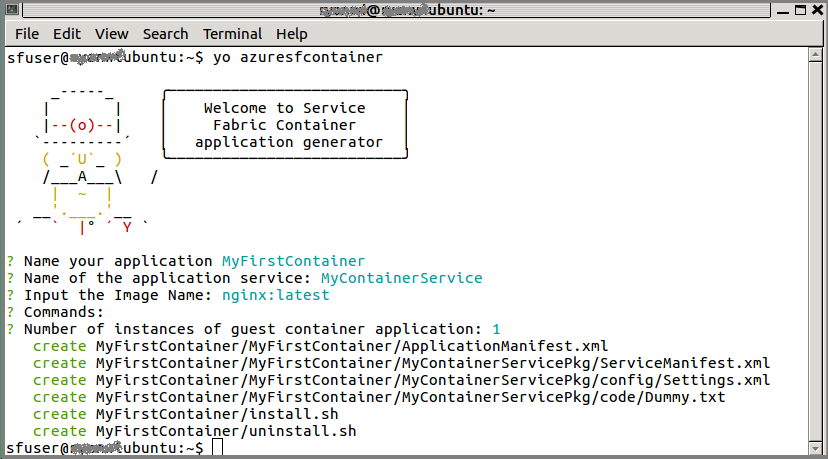 ubuntu: ~
File Edit View Search Terminal Help
sfuser@ ubuntu:~$ yo azuresfcontainer
Welcome to Service
Fabric Container
application generator
? Name your application MyFirstContainer
? Name of the application service: MyContainerService
? Input the Image Name: nginx:latest
? Commands:
? Number of instances of guest container application: 1
create MyFirstContainer/MyFirstContainer/ApplicationManifest.xml
create MyFirstContainer/MyFirstContainer/MyContainerServicePkg/ServiceManifest.xml
create MyFirstContainer/MyFirstContainer/MyContainerServicePkg/config/Settings.xml
create MyFirstContainer/MyFirstContainer/MyContainerServicePkg/code/Dummy.txt
create MyFirstContainer/install.sh
create MyFirstContainer/uninstall.sh
sfuser@ ubuntu:~$